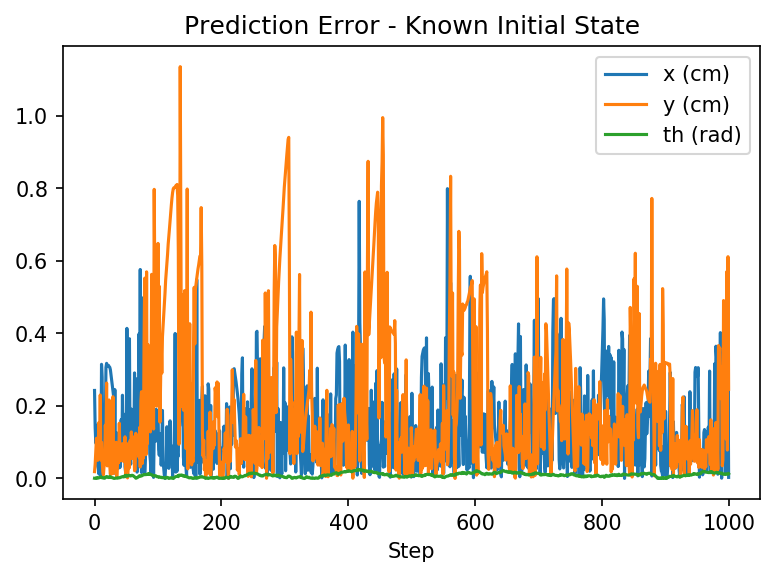 Prediction Error - Known Initial State
x (cm)
y (cm)
th (rad)
1.0
0.8
0.6
0.4
0.2
0.0
0 200 400 600 800 1000
Step